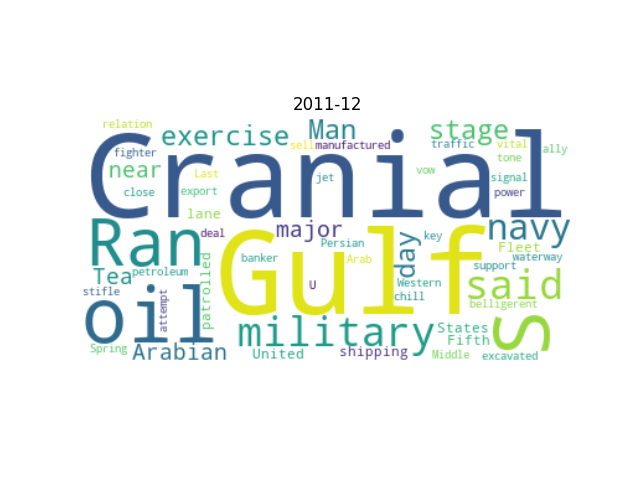 2011-12
relation
exercise
Man
stage
fighter
Last
sell
manufactured
traffic
vital
ally
near
Cranial
tone
close
export
jet
vow
signal
power
lane
Ran
deal
major
navy
Gulf
day
key
Fleet
Persian
Tea
petroleum
banker
Arab
Western
support
waterway
stifle
oil
attempt
patrolled
U
chill
said
belligerent
S
military
States
Fifth
Spring
Arabian
United
shipping
Middle
excavated